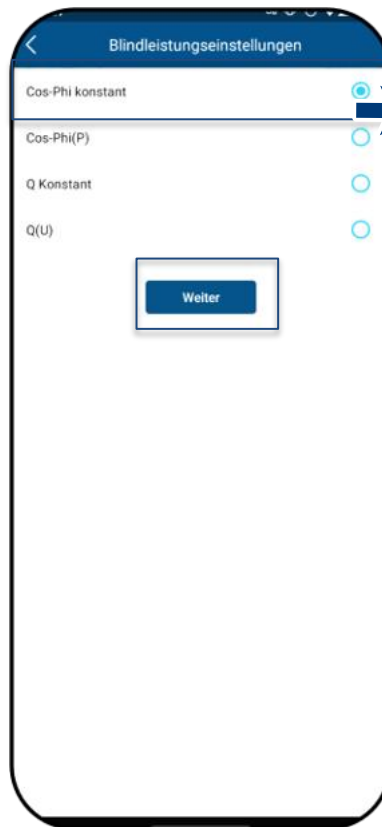 Blindleistungseinstellungen
Cos-Phi konstant
Cos-Phi(P)
Q Konstant
Q(U)
Weiter